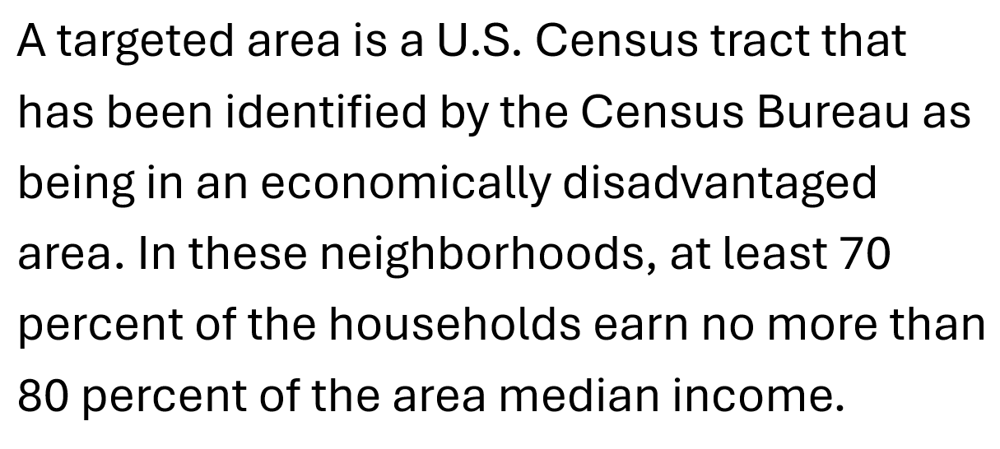 A targeted area is a U.S. Census tract that
has been identified by the Census Bureau as
being in an economically disadvantaged
area. In these neighborhoods, at least 70
percent of the households earn no more than
80 percent of the area median income.